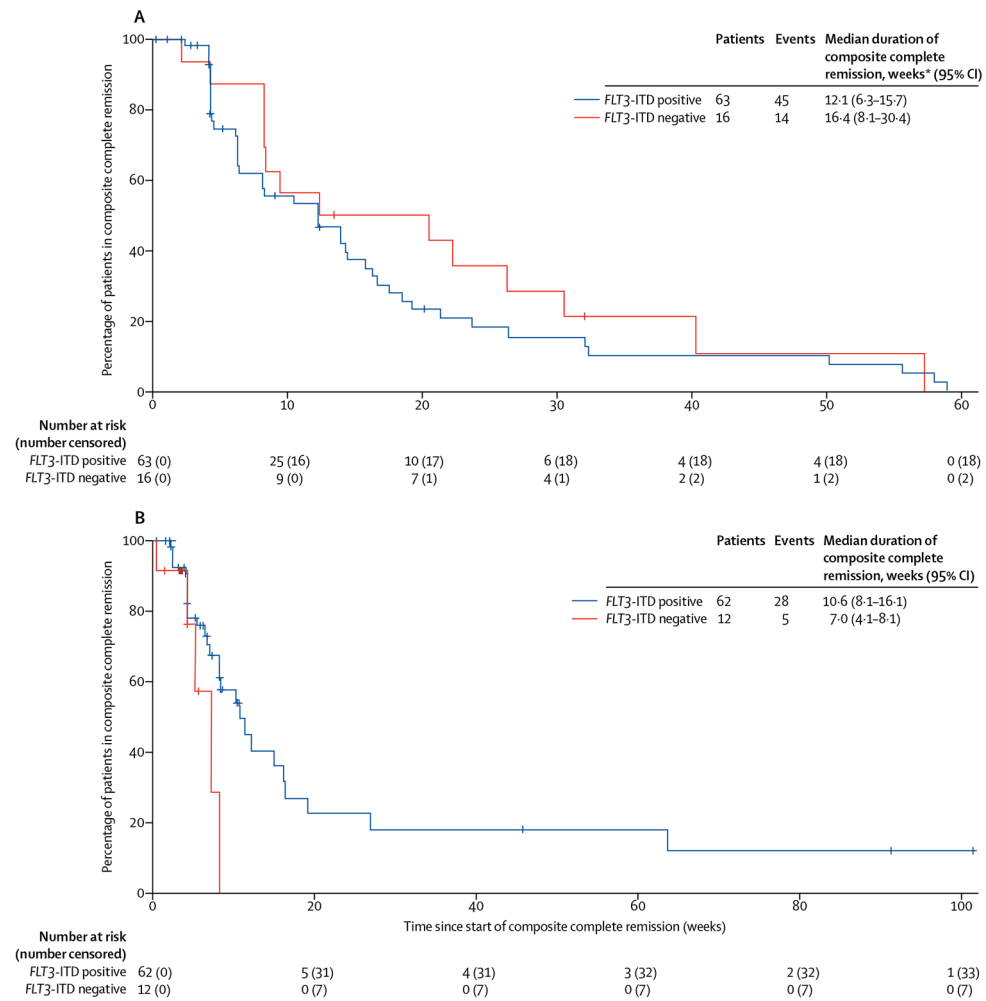 A
Percentage of patients in composite complete remission
100
80
60
40
20
0
0 10 20 30 40 50 60
Patients Events Median duration of
composite complete
remission, weeks* (95% CI)
FLT3-ITD positive 63 45 12·1 (6·3–15·7)
FLT3-ITD negative 16 14 16·4 (8·1–30·4)
Number at risk
(number censored)
FLT3-ITD positive 63 (0) 25 (16) 10 (17) 6 (18) 4 (18) 4 (18) 0 (18)
FLT3-ITD negative 16 (0) 9 (0) 7 (1) 4 (1) 2 (2) 1 (2) 0 (2)
B
Percentage of patients in composite complete remission
100
80
60
40
20
0
0 20 40 60 80 100
Time since start of composite complete remission (weeks)
Patients Events Median duration of
composite complete
remission, weeks (95% CI)
FLT3-ITD positive 62 28 10·6 (8·1–16·1)
FLT3-ITD negative 12 5 7·0 (4·1–8·1)
Number at risk
(number censored)
FLT3-ITD positive 62 (0) 5 (31) 4 (31) 3 (32) 2 (32) 1 (33)
FLT3-ITD negative 12 (0) 0 (7) 0 (7) 0 (7) 0 (7) 0 (7)